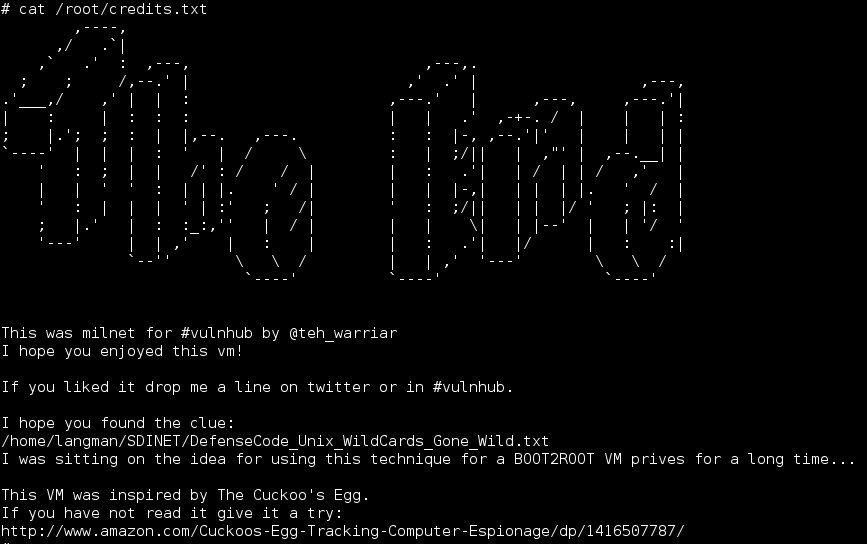 # cat /root/credits.txt
The End
This was milnet for #vulnhub by @teh_warriar
I hope you enjoyed this vm!
If you liked it drop me a line on twitter or in #vulnhub.
I hope you found the clue:
/home/langman/SDINET/DefenseCode_Unix_WildCards_Gone_Wild.txt
I was sitting on the idea for using this technique for a BOOT2ROOT VM prives for a long time...
This VM was inspired by The Cuckoo's Egg.
If you have not read it give it a try:
http://www.amazon.com/Cuckoos-Egg-Tracking-Computer-Espionage/dp/1416507787/
#